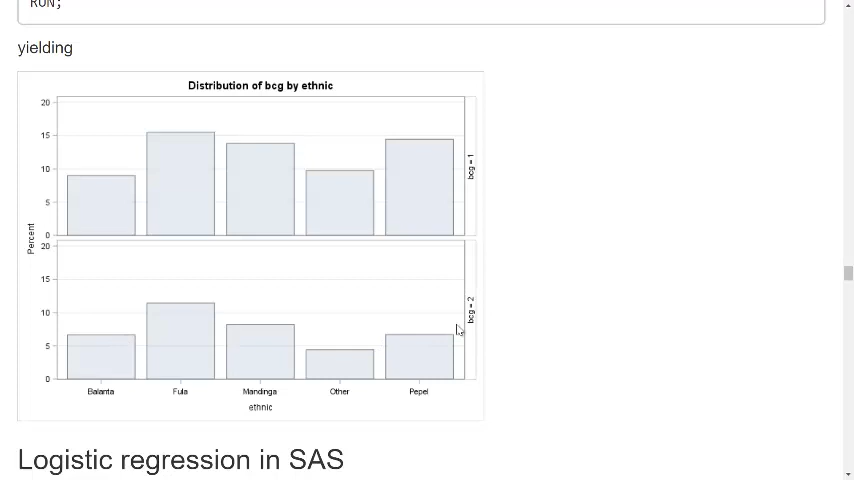 RUN;
yielding
Distribution of bcg by ethnic
20
15
10
5
0
bcg = 1
Percent
20
15
10
5
0
bcg = 2
Balanta Fula Mandinga Other Pepel
ethnic
Logistic regression in SAS